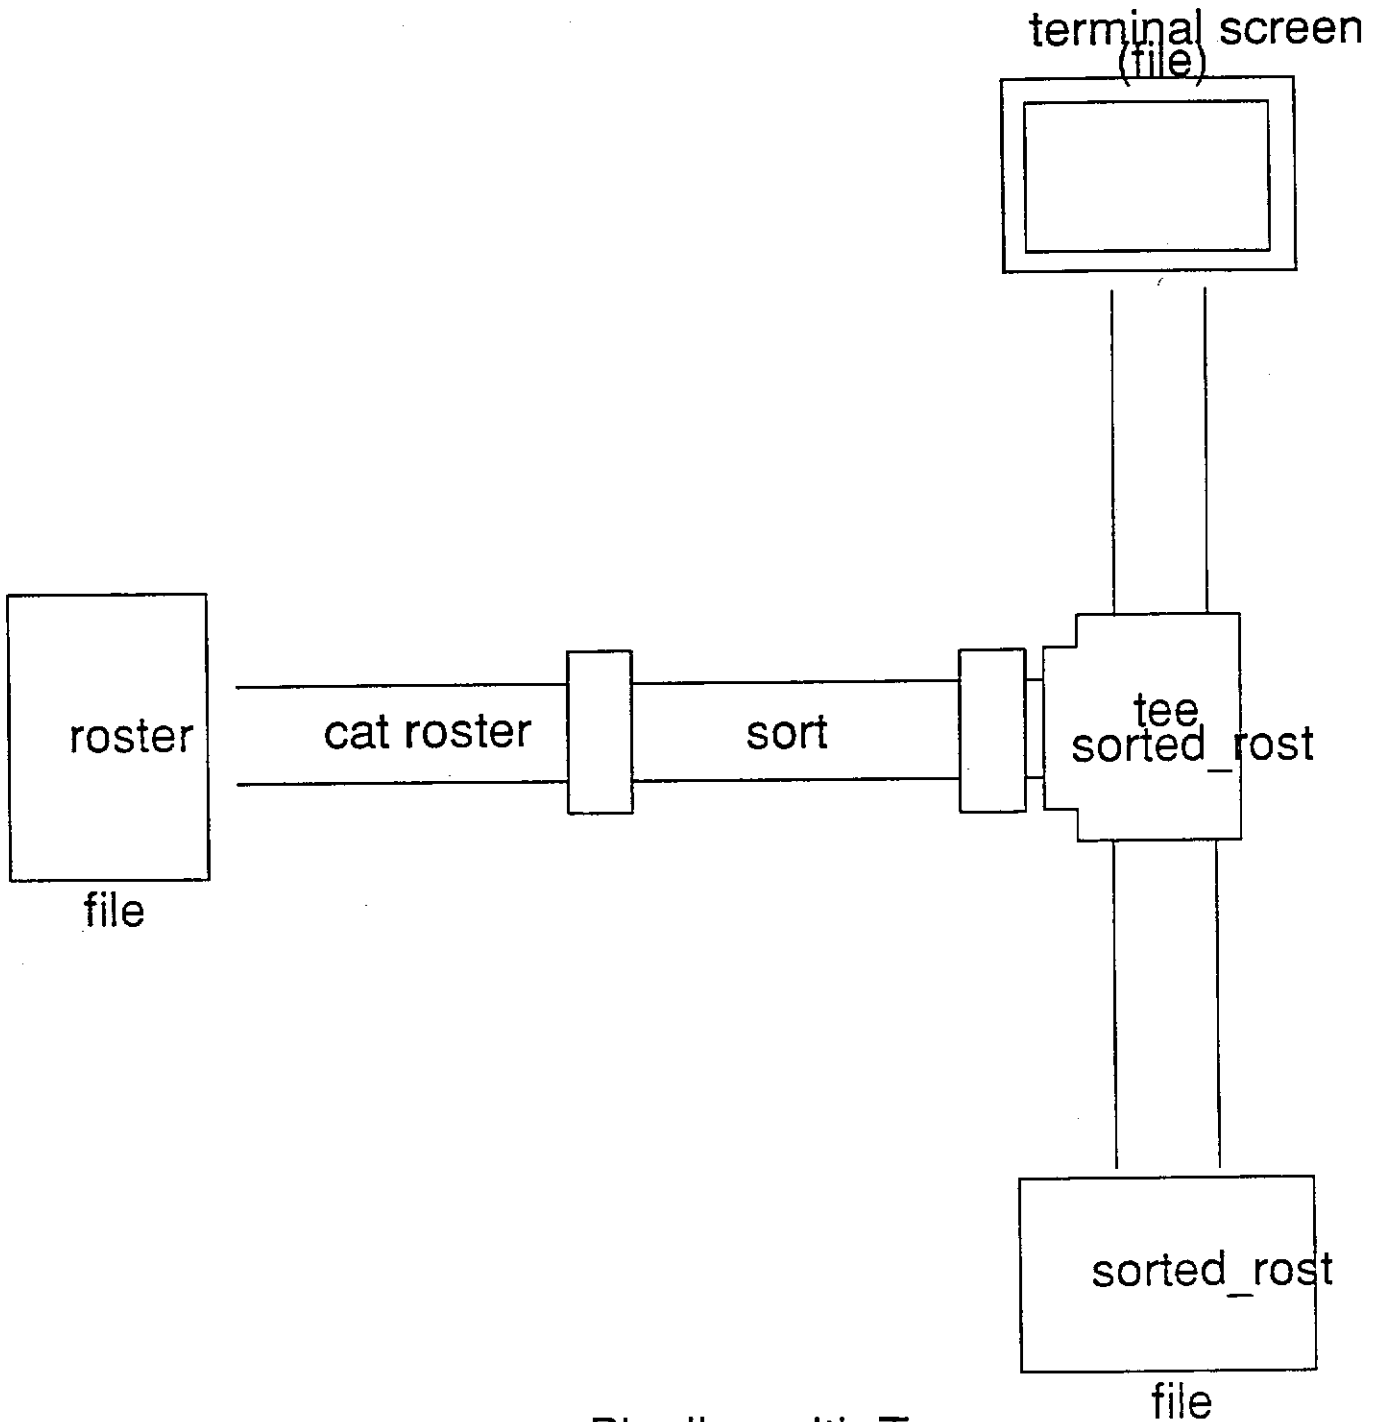 terminal screen
(file)
roster
cat roster
sort
tee
sorted_rost
file
sorted_rost
file